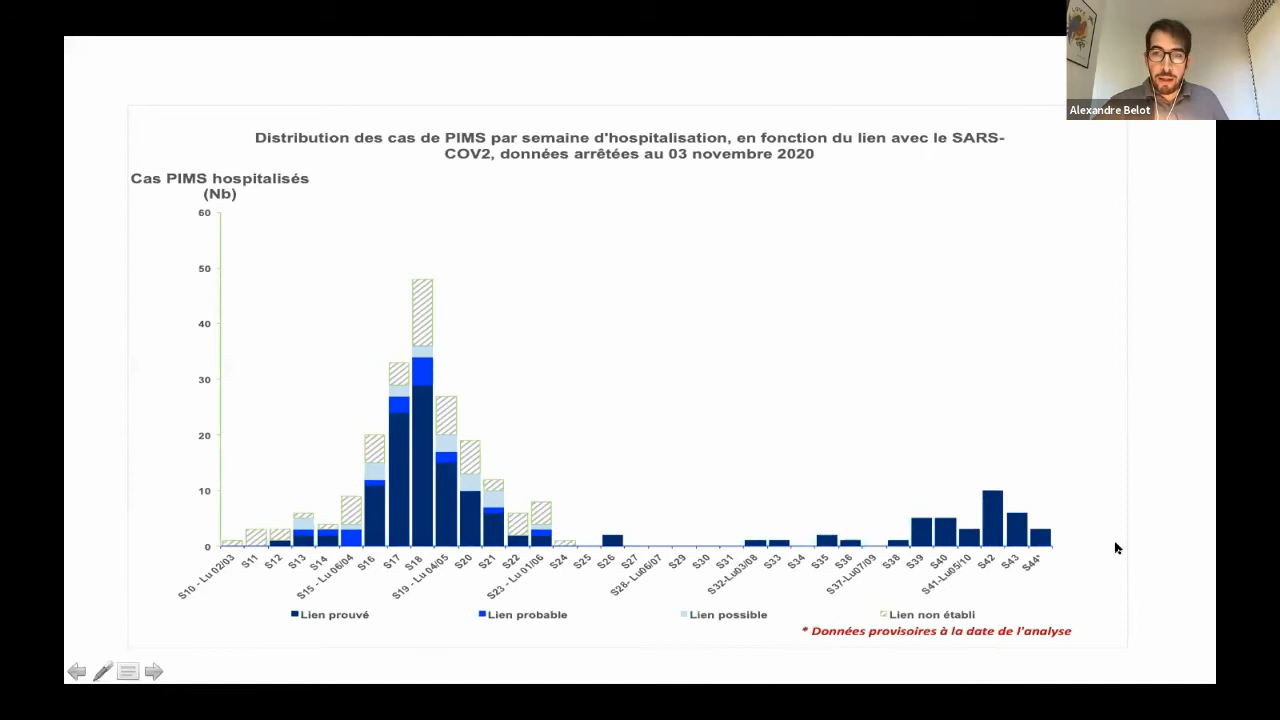 Alexandre Belot
Distribution des cas de PIMS par semaine d'hospitalisation, en fonction du lien avec le SARS-
COV2, données arrêtées au 03 novembre 2020
Cas PIMS hospitalisés
(Nb)
60
50
40
30
20
10
0
S10 - Lu 02/03
S11
S12
S13
S14
S15 - Lu 06/04
S16
S17
S18
S19 - Lu 04/05
S20
S21
S22
S23 - Lu 01/06
S24
S25
S26
S27
S28- Lu06/07
S29
S30
S31
S32-Lu03/08
S33
S34
S35
S36
S37-Lu07/09
S38
S39
S40
S41-Lu05/10
S42
S43
S44*
Lien prouvé
Lien probable
Lien possible
Lien non établi
* Données provisoires à la date de l'analyse